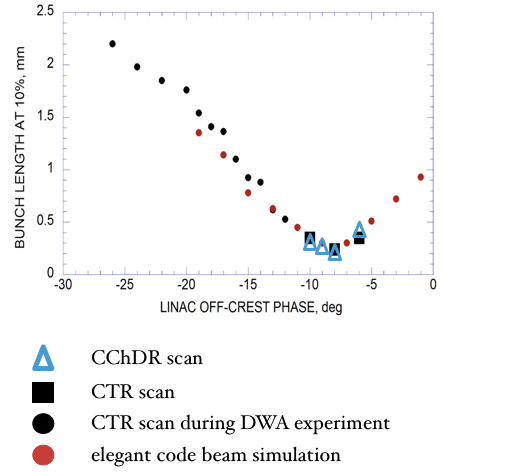 2.5
2
1.5
1
0.5
0
BUNCH LENGTH AT 10%, mm
-30 -25 -20 -15 -10 -5 0
LINAC OFF-CREST PHASE, deg
CChDR scan
CTR scan
CTR scan during DWA experiment
elegant code beam simulation